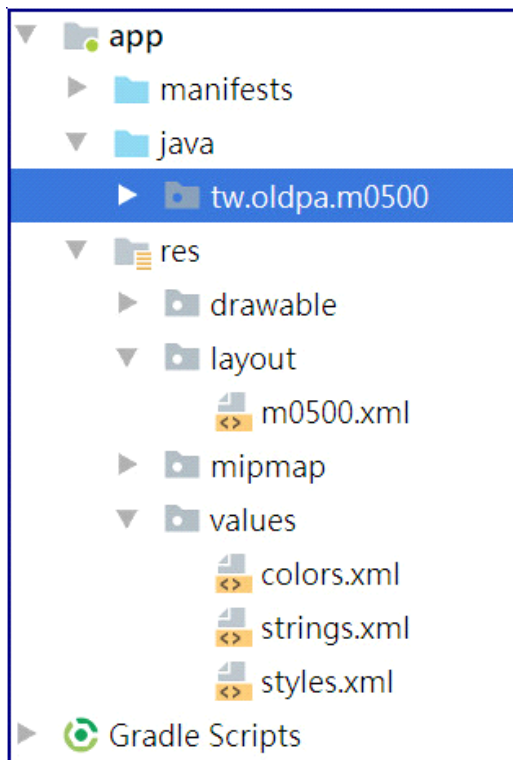 app
manifests
java
tw.oldpa.m0500
res
drawable
layout
m0500.xml
mipmap
values
colors.xml
strings.xml
styles.xml
Gradle Scripts